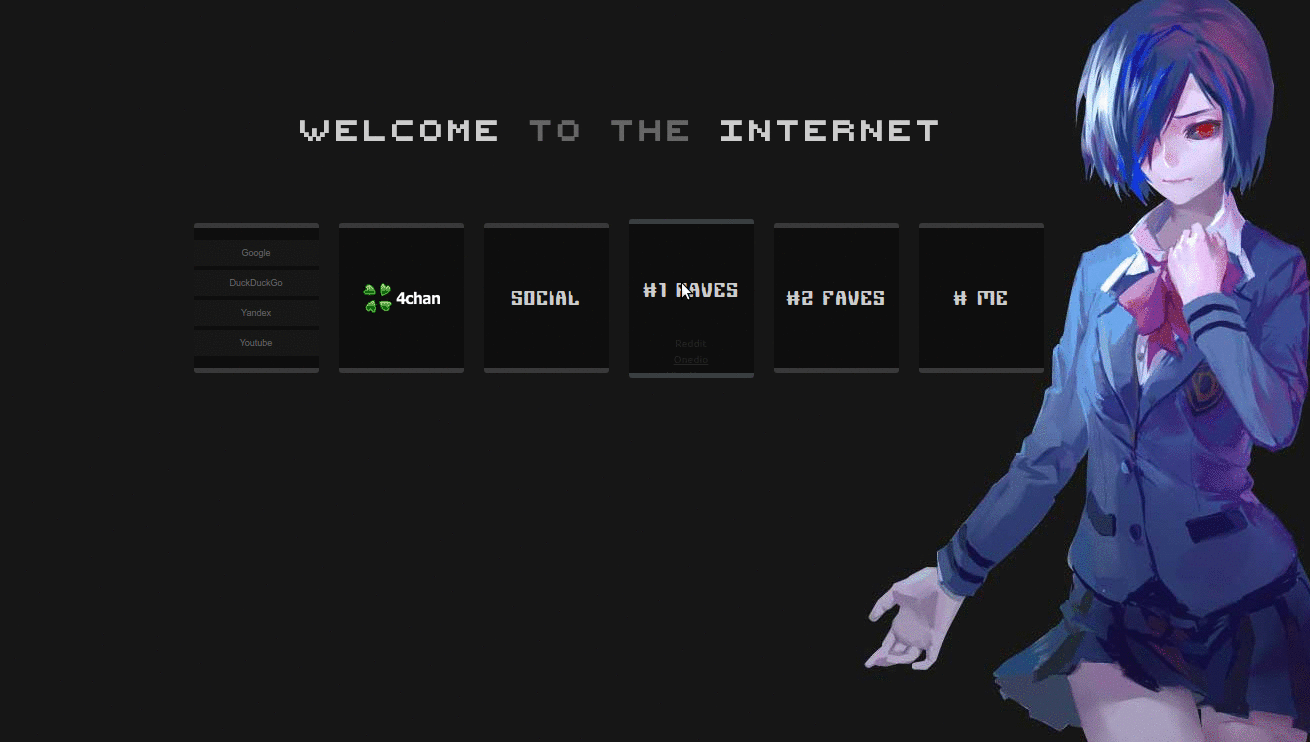 WELCOME TO THE INTERNET
Google
DuckDuckGo
Yandex
Youtube
4chan
SOCIAL
#1 FAVES
Reddit
Onedio
#2 FAVES
# ME